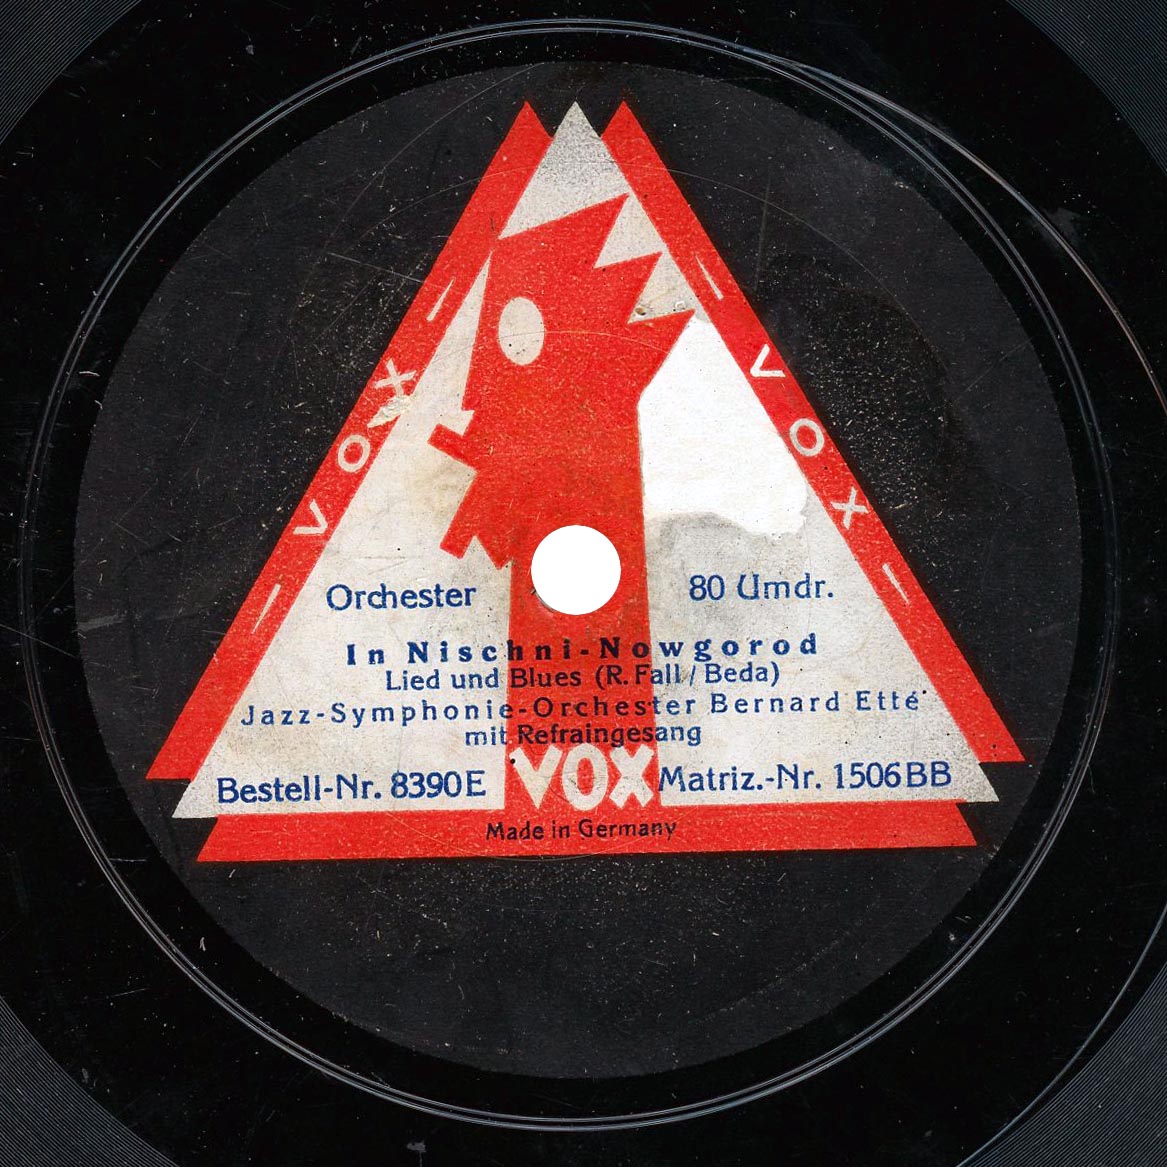 – VOX –
– VOX –
Orchester 80 Umdr.
In Nischni-Nowgorod
Lied und Blues (R. Fall / Beda)
Jazz-Symphonie-Orchester Bernard Etté
mit Refraingesang
Bestell-Nr. 8390E VOX Matriz.-Nr. 1506BB
Made in Germany